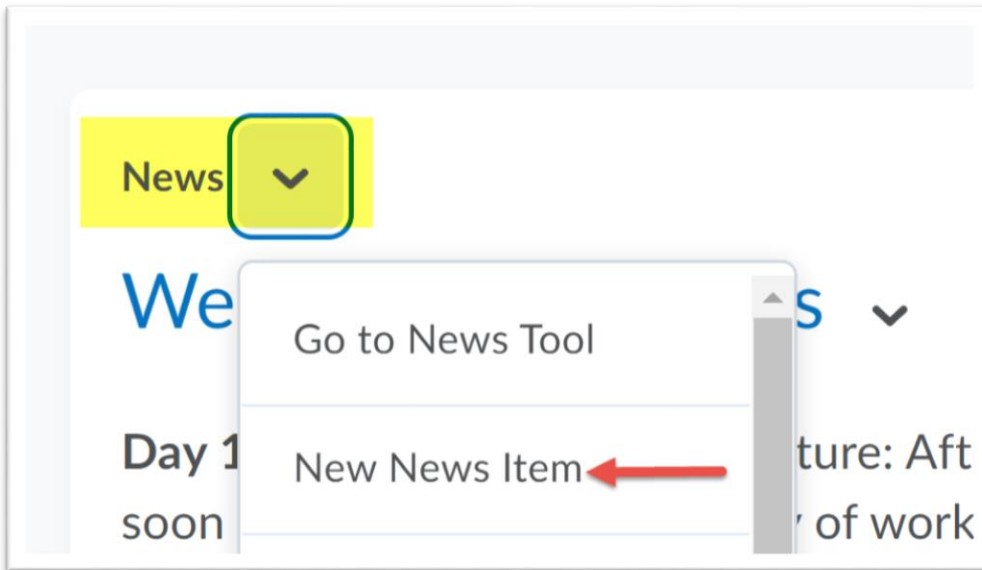 News
We s
Go to News Tool
Day 1 ture: Aft
New News Item
soon of work